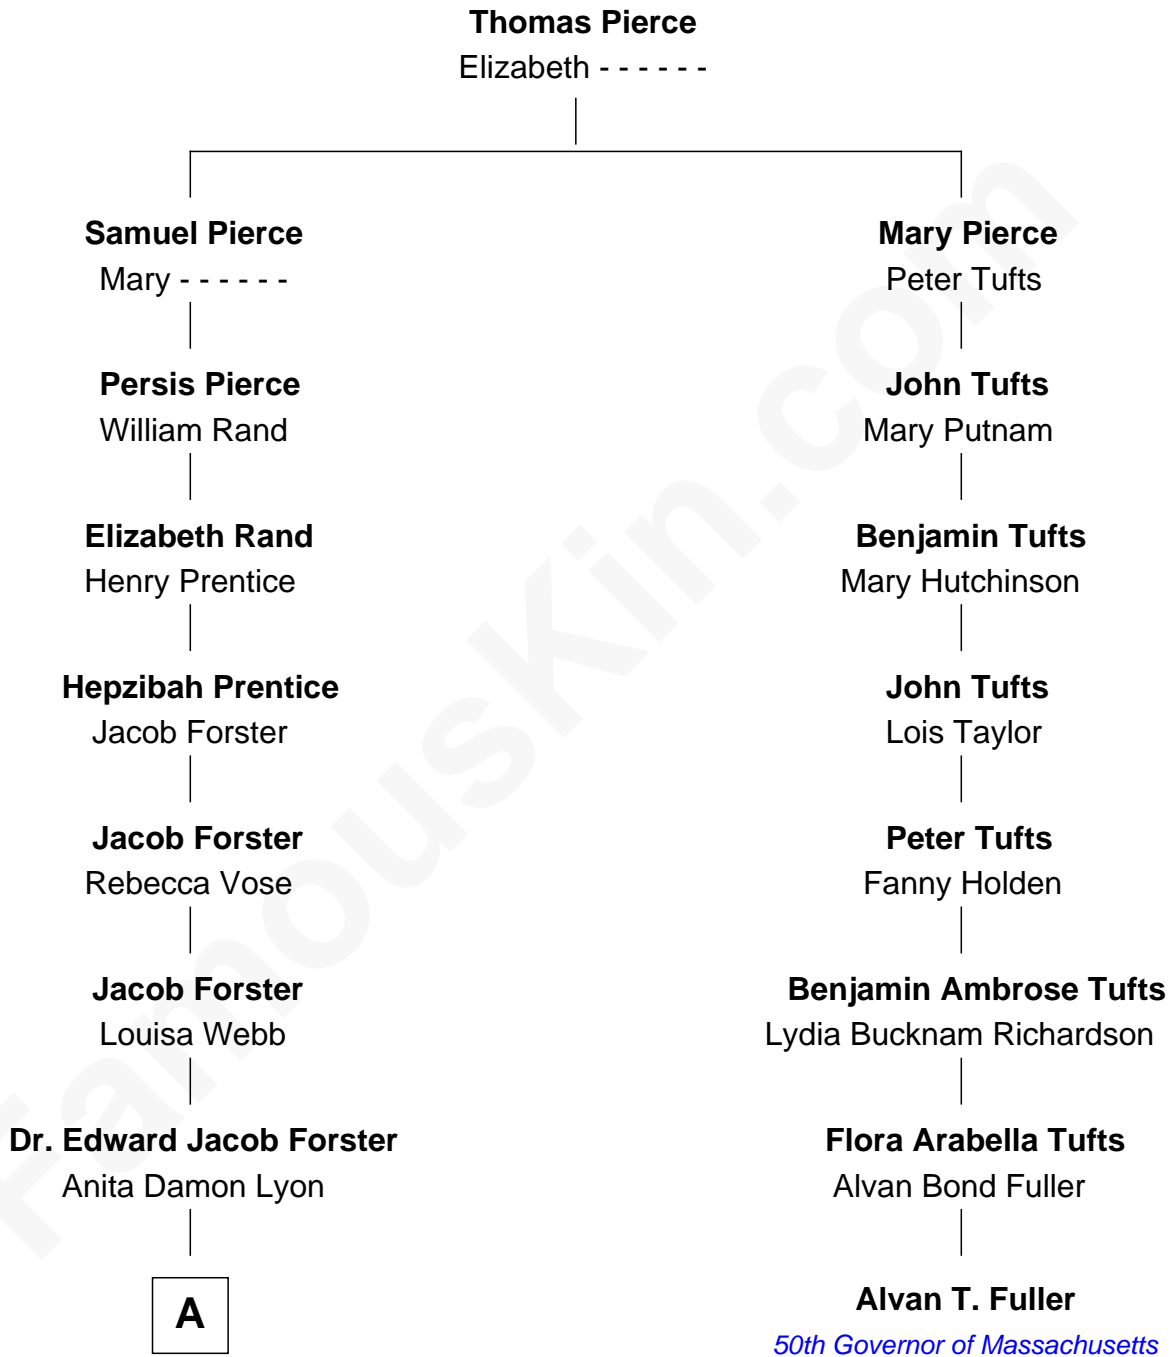 Thomas Pierce
Elizabeth - - - - - -
Samuel Pierce
Mary - - - - - -
Mary Pierce
Peter Tufts
Persis Pierce
William Rand
John Tufts
Mary Putnam
Elizabeth Rand
Henry Prentice
Benjamin Tufts
Mary Hutchinson
Hepzibah Prentice
Jacob Forster
John Tufts
Lois Taylor
Jacob Forster
Rebecca Vose
Peter Tufts
Fanny Holden
Jacob Forster
Louisa Webb
Benjamin Ambrose Tufts
Lydia Bucknam Richardson
Dr. Edward Jacob Forster
Anita Damon Lyon
Flora Arabella Tufts
Alvan Bond Fuller
A
Alvan T. Fuller
50th Governor of Massachusetts
FamousKin.com